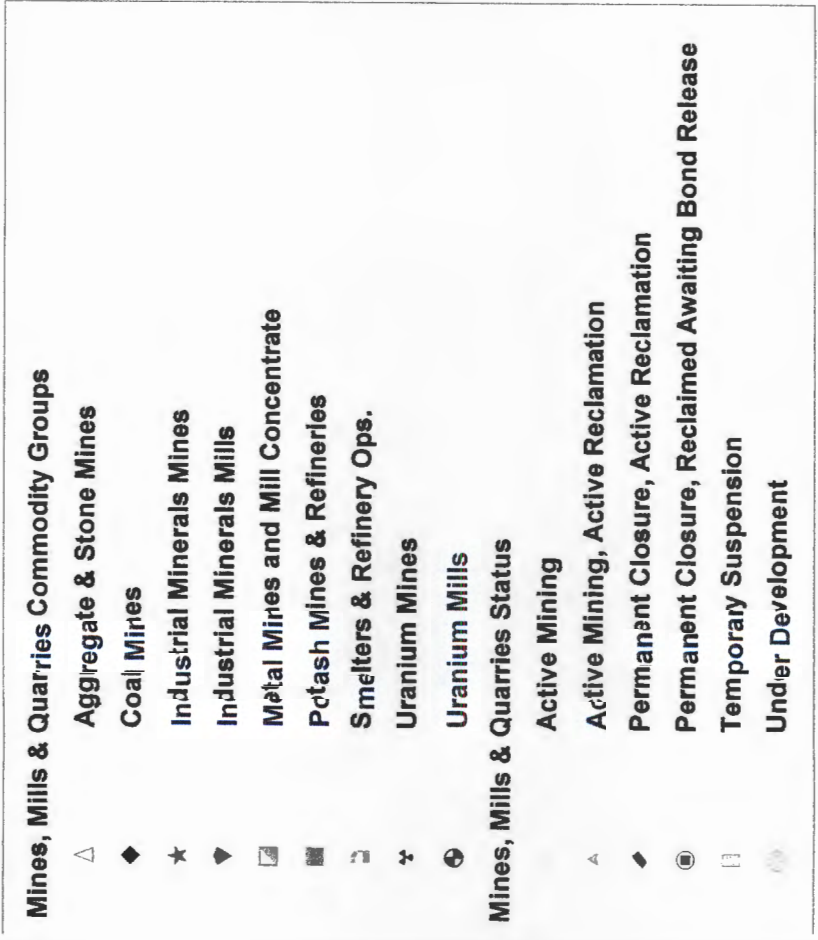 Mines, Mills & Quarries Commodity Groups
Aggregate & Stone Mines
Coal Mines
Industrial Minerals Mines
Industrial Minerals Mills
Metal Mines and Mill Concentrate
Potash Mines & Refineries
Smelters & Refinery Ops.
Uranium Mines
Uranium Mills
Mines, Mills & Quarries Status
Active Mining
Active Mining, Active Reclamation
Permanent Closure, Active Reclamation
Permanent Closure, Reclaimed Awaiting Bond Release
Temporary Suspension
Under Development